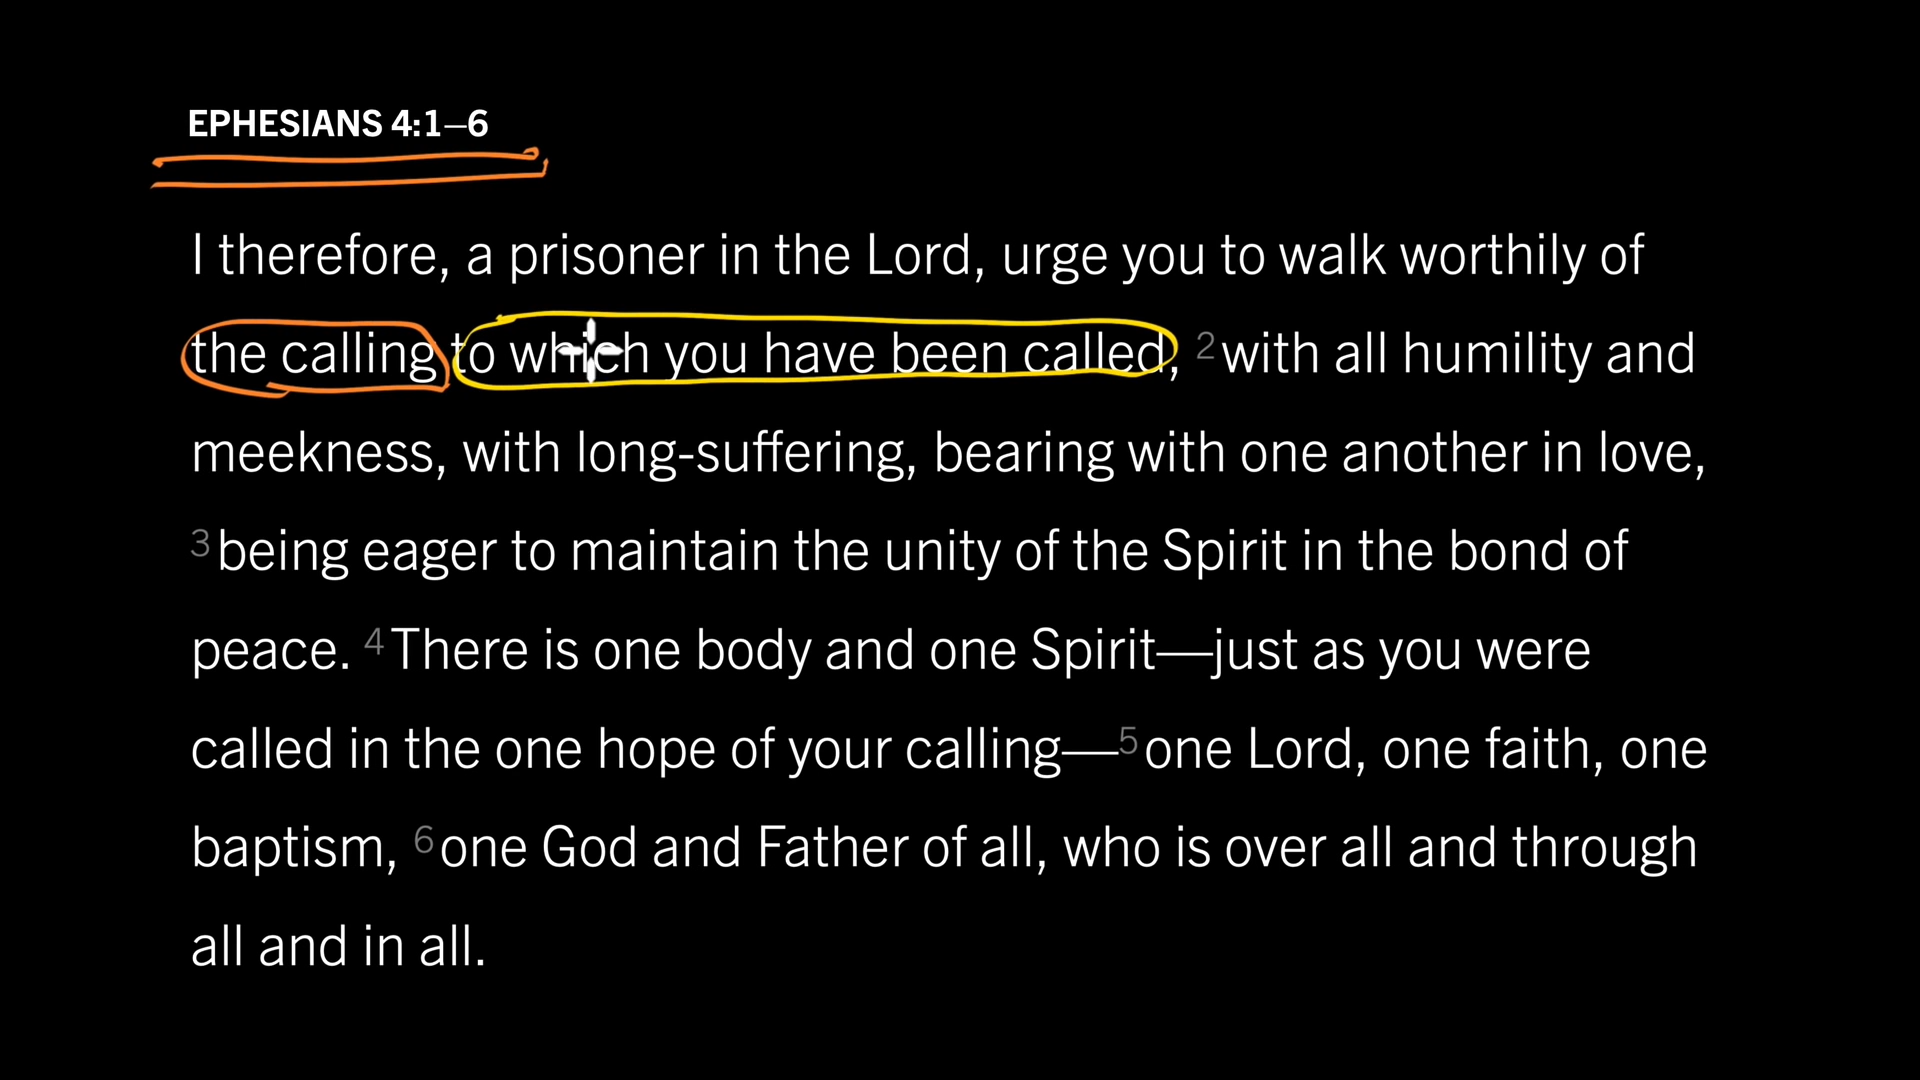 EPHESIANS 4:1–6
I therefore, a prisoner in the Lord, urge you to walk worthily of
the calling to which you have been called, 2 with all humility and
meekness, with long-suffering, bearing with one another in love,
3 being eager to maintain the unity of the Spirit in the bond of
peace. 4 There is one body and one Spirit—just as you were
called in the one hope of your calling—5 one Lord, one faith, one
baptism, 6 one God and Father of all, who is over all and through
all and in all.